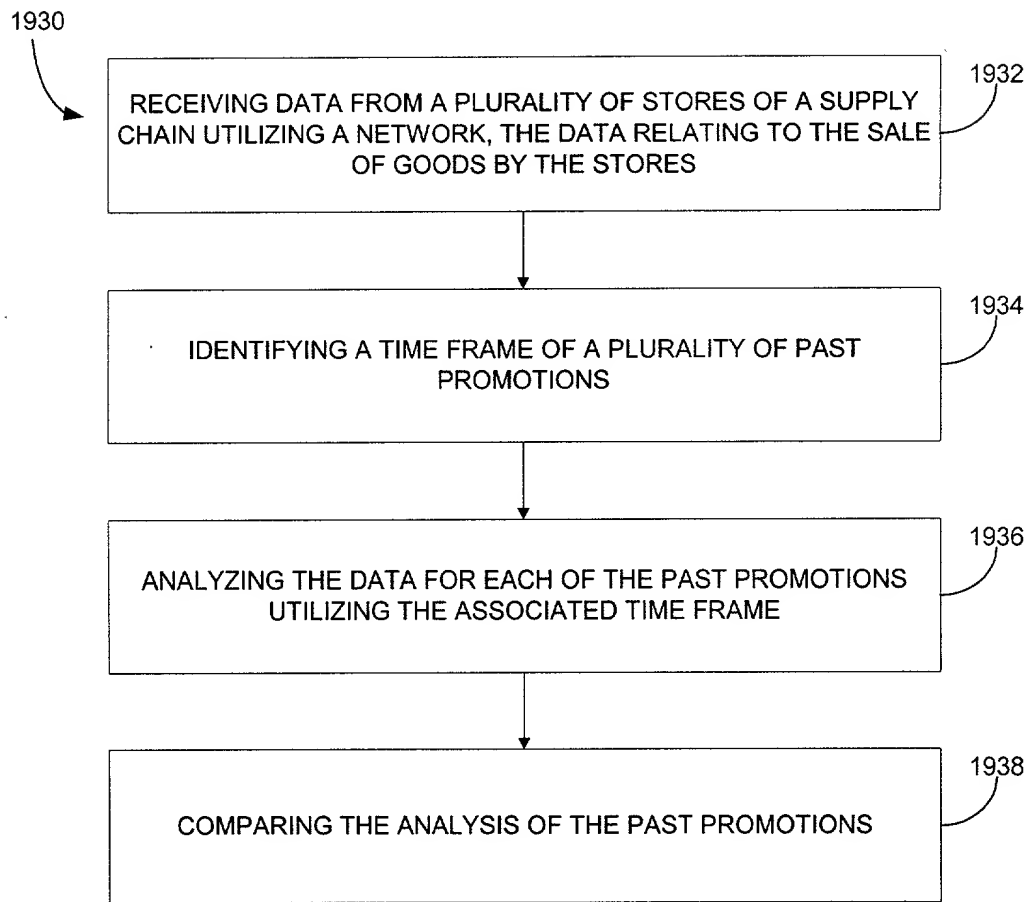 1930
1932
RECEIVING DATA FROM A PLURALITY OF STORES OF A SUPPLY
CHAIN UTILIZING A NETWORK, THE DATA RELATING TO THE SALE
OF GOODS BY THE STORES
1934
IDENTIFYING A TIME FRAME OF A PLURALITY OF PAST
PROMOTIONS
1936
ANALYZING THE DATA FOR EACH OF THE PAST PROMOTIONS
UTILIZING THE ASSOCIATED TIME FRAME
1938
COMPARING THE ANALYSIS OF THE PAST PROMOTIONS